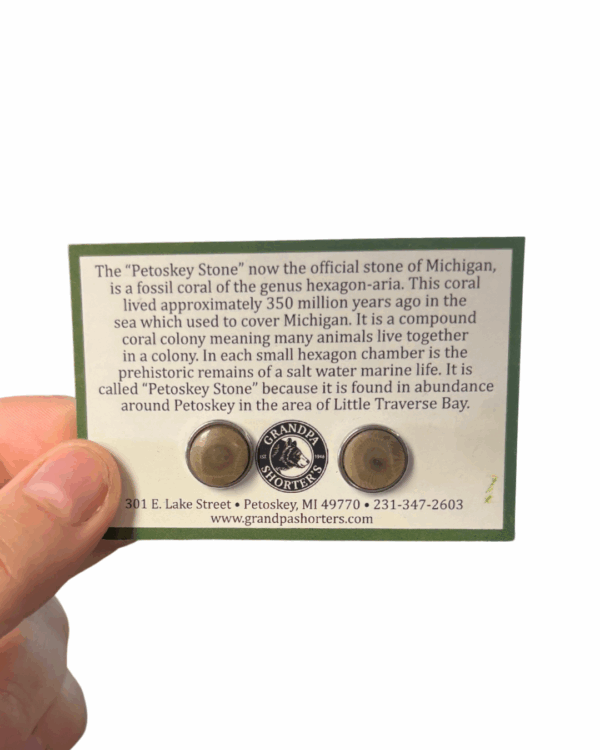 The “Petoskey Stone” now the official stone of Michigan,
is a fossil coral of the genus hexagon-aria. This coral
lived approximately 350 million years ago in the
sea which used to cover Michigan. It is a compound
coral colony meaning many animals live together
in a colony. In each small hexagon chamber is the
prehistoric remains of a salt water marine life. It is
called “Petoskey Stone” because it is found in abundance
around Petoskey in the area of Little Traverse Bay.
GRANDPA
SHORTER'S
301 E. Lake Street • Petoskey, MI 49770 • 231-347-2603
www.grandpashorters.com